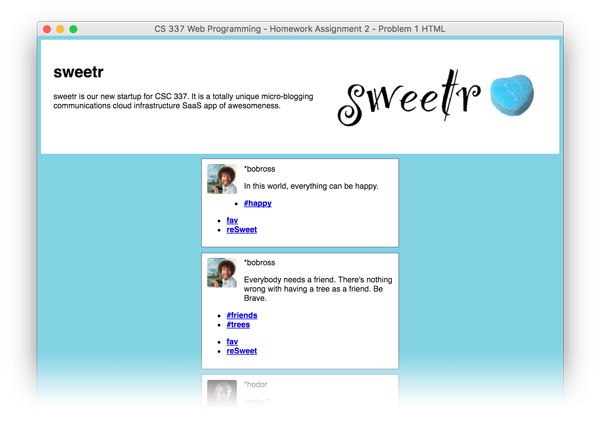 CS 337 Web Programming - Homework Assignment 2 - Problem 1 HTML
sweetr
sweetr is our new startup for CSC 337. It is a totally unique micro-blogging
communications cloud infrastructure SaaS app of awesomeness.
sweetr
*bobross
In this world, everything can be happy.
#happy
fav
reSweet
*bobross
Everybody needs a friend. There's nothing
wrong with having a tree as a friend. Be
Brave.
#friends
#trees
fav
reSweet
*hodor
Hodor?